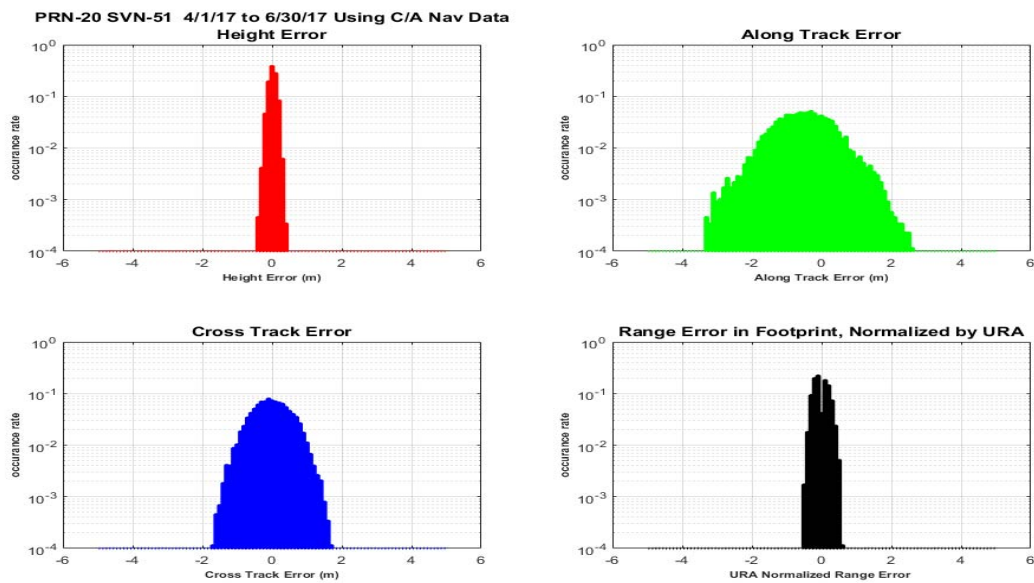 PRN-20 SVN-51 4/1/17 to 6/30/17 Using C/A Nav Data
Height Error
10^0
10^-1
10^-2
10^-3
10^-4
occurance rate
-6 -4 -2 0 2 4 6
Height Error (m)
Along Track Error
10^0
10^-1
10^-2
10^-3
10^-4
occurance rate
-6 -4 -2 0 2 4 6
Along Track Error (m)
Cross Track Error
10^0
10^-1
10^-2
10^-3
10^-4
occurance rate
-6 -4 -2 0 2 4 6
Cross Track Error (m)
Range Error in Footprint, Normalized by URA
10^0
10^-1
10^-2
10^-3
10^-4
occurance rate
-6 -4 -2 0 2 4 6
URA Normalized Range Error